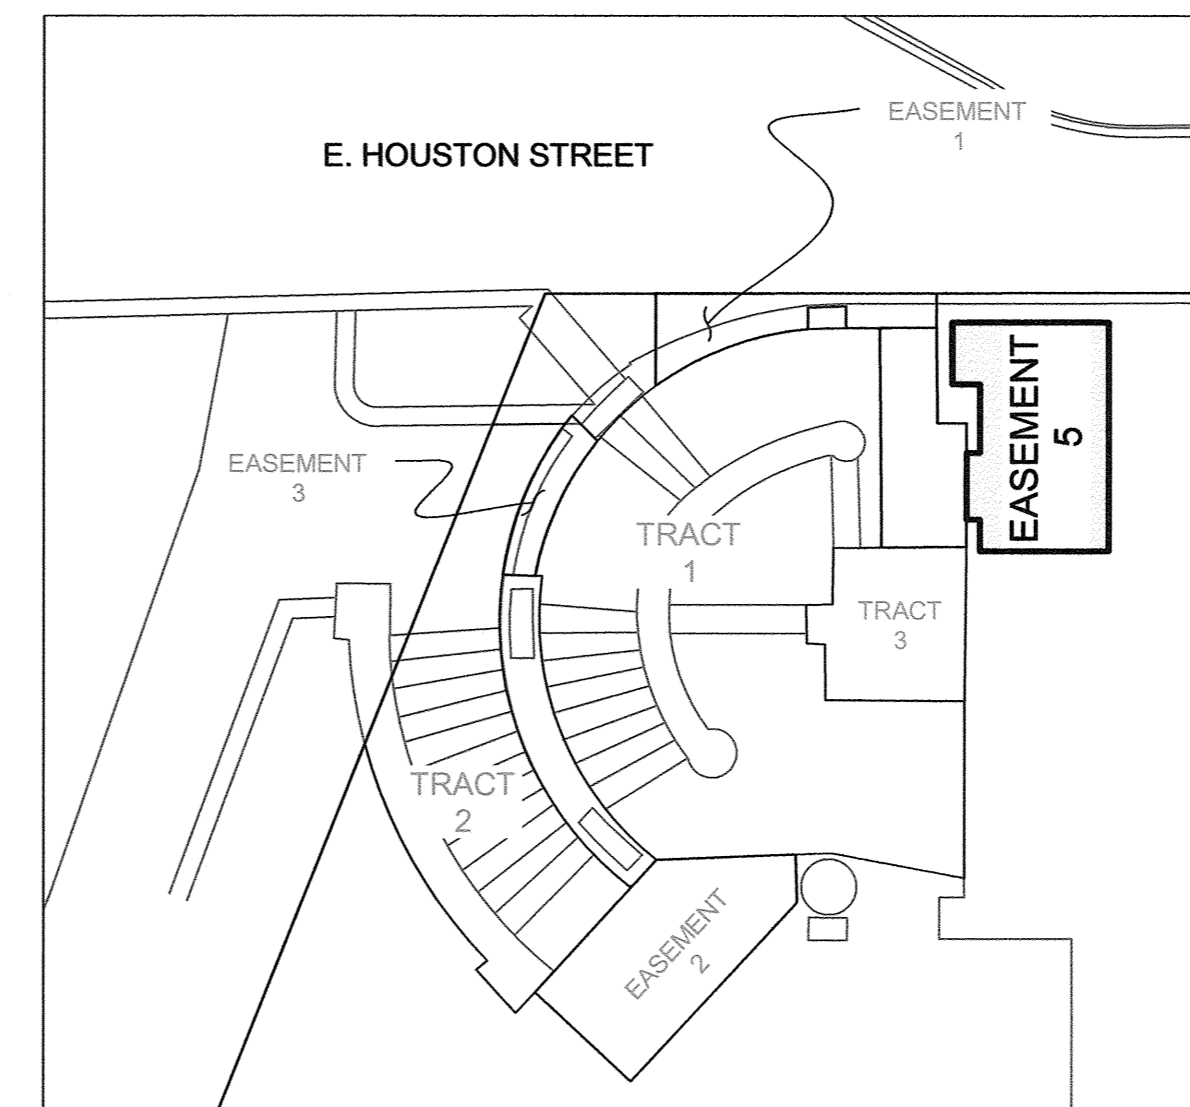 EASEMENT
1
E. HOUSTON STREET
EASEMENT
5
EASEMENT
3
TRACT
1
TRACT
3
TRACT
2
EASEMENT
2